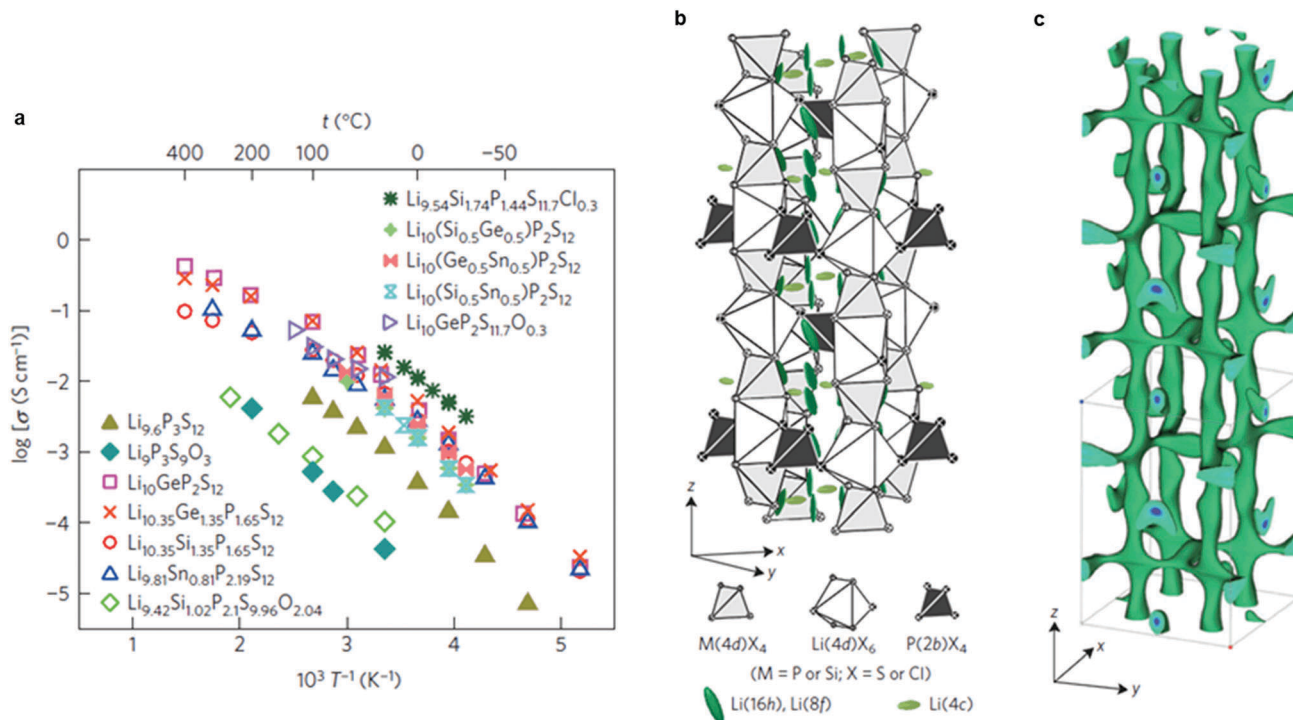 a
t (°C)
400 200 100 0 −50
log [σ (S cm⁻¹)]
0
−1
−2
−3
−4
−5
Li₉.₅₄Si₁.₇₄P₁.₄₄S₁₁.₇Cl₀.₃
Li₁₀(Si₀.₅Ge₀.₅)P₂S₁₂
Li₁₀(Ge₀.₅Sn₀.₅)P₂S₁₂
Li₁₀(Si₀.₅Sn₀.₅)P₂S₁₂
Li₁₀GeP₂S₁₁.₇O₀.₃
Li₉.₆P₃S₁₂
Li₉P₃S₉O₃
Li₁₀GeP₂S₁₂
Li₁₀.₃₅Ge₁.₃₅P₁.₆₅S₁₂
Li₁₀.₃₅Si₁.₃₅P₁.₆₅S₁₂
Li₉.₈₁Sn₀.₈₁P₂.₁₉S₁₂
Li₉.₄₂Si₁.₀₂P₂.₁S₉.₉₆O₂.₀₄
1 2 3 4 5
10³ T⁻¹ (K⁻¹)
b
z
x
y
M(4d)X₄ Li(4d)X₆ P(2b)X₄
(M = P or Si; X = S or Cl)
Li(16h), Li(8f) Li(4c)
c
z
x
y